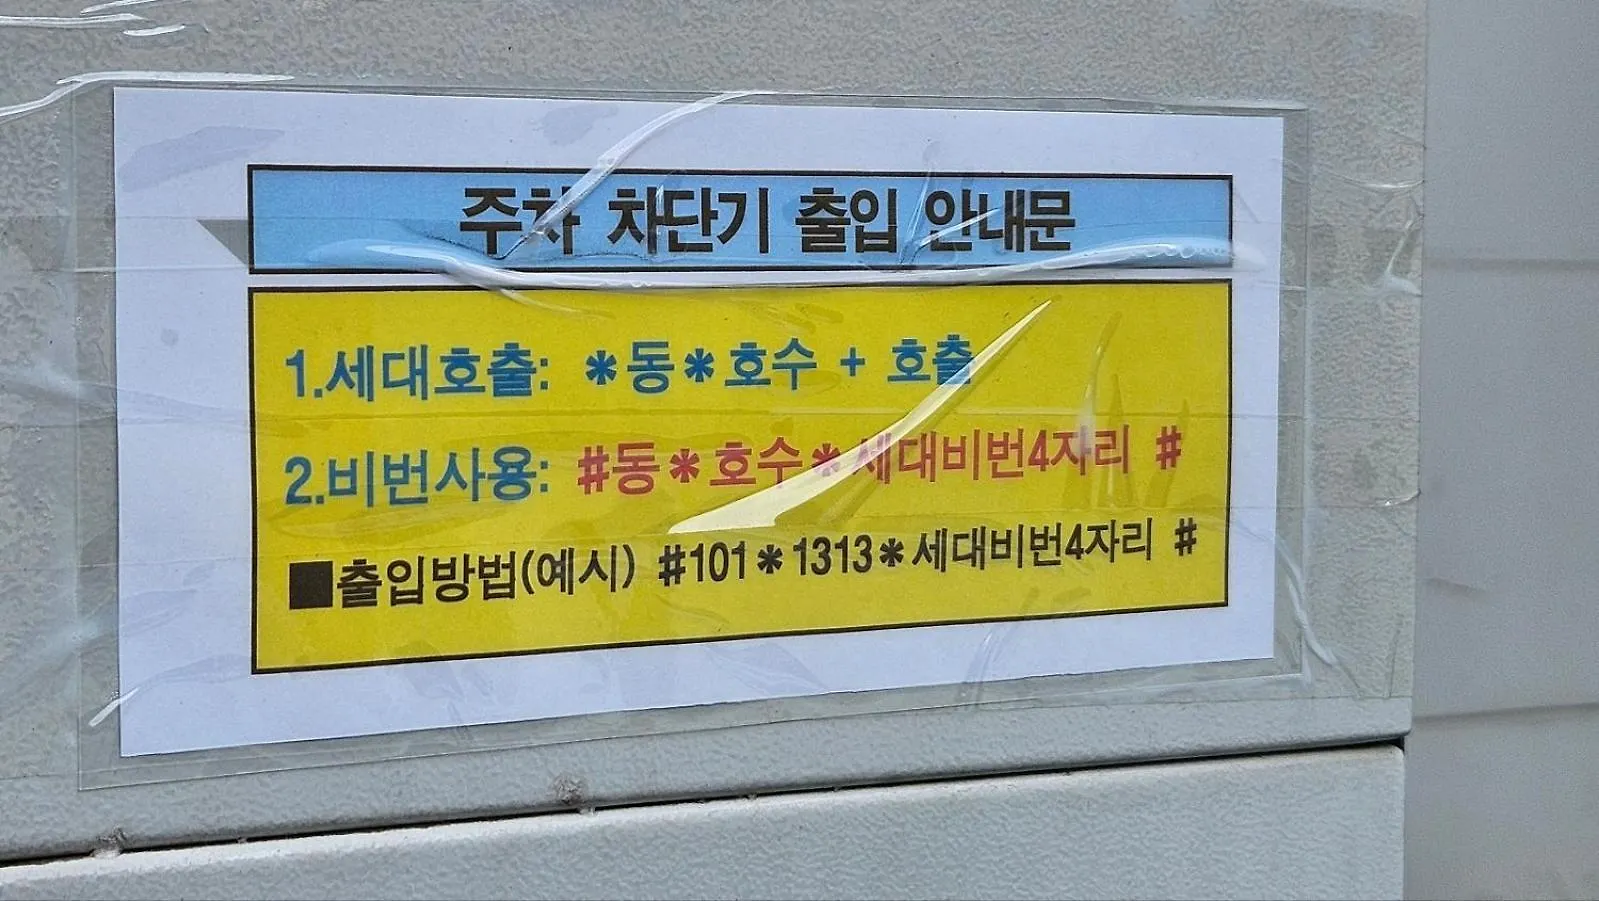 주차 차단기 출입 안내문
1.세대호출: *동*호수 + 호출
2.비번사용: #동*호수*세대비번4자리 #
■출입방법(예시) #101*1313*세대비번4자리 #